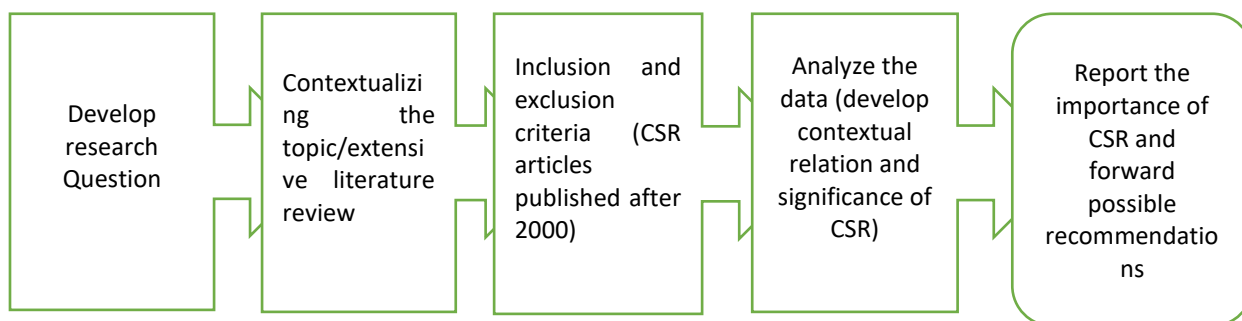 Develop
research
Question
Contextualizi
ng the
topic/extensi
ve literature
review
Inclusion and
exclusion
criteria (CSR
articles
published after
2000)
Analyze the
data (develop
contextual
relation and
significance of
CSR)
Report the
importance of
CSR and
forward
possible
recommendatio
ns